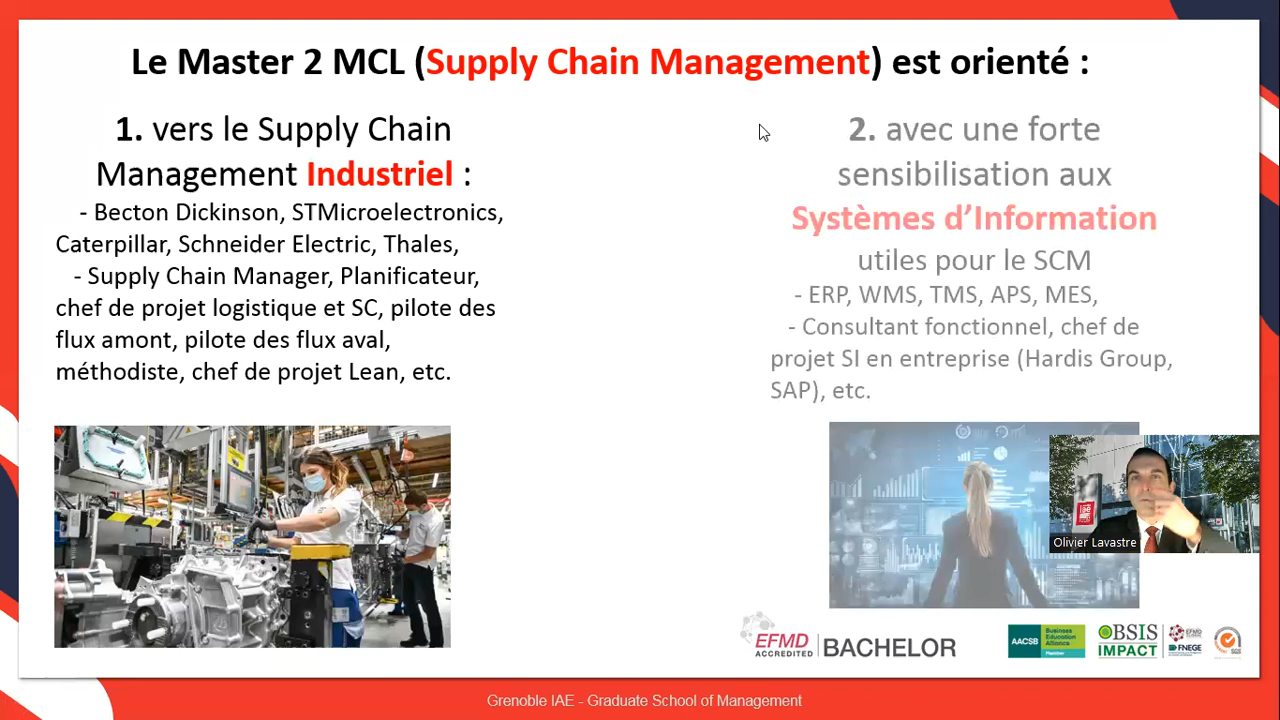 Le Master 2 MCL (Supply Chain Management) est orienté :
1. vers le Supply Chain
Management Industriel :
- Becton Dickinson, STMicroelectronics,
Caterpillar, Schneider Electric, Thales,
- Supply Chain Manager, Planificateur,
chef de projet logistique et SC, pilote des
flux amont, pilote des flux aval,
méthodiste, chef de projet Lean, etc.
2. avec une forte
sensibilisation aux
Systèmes d’Information
utiles pour le SCM
- ERP, WMS, TMS, APS, MES,
- Consultant fonctionnel, chef de
projet SI en entreprise (Hardis Group,
SAP), etc.
Olivier Lavastre
EFMD
ACCREDITED
BACHELOR
AACSB
Business
Education
Alliance
Member
BSIS
IMPACT
EFMD
FNEGE
SGS
Grenoble IAE - Graduate School of Management